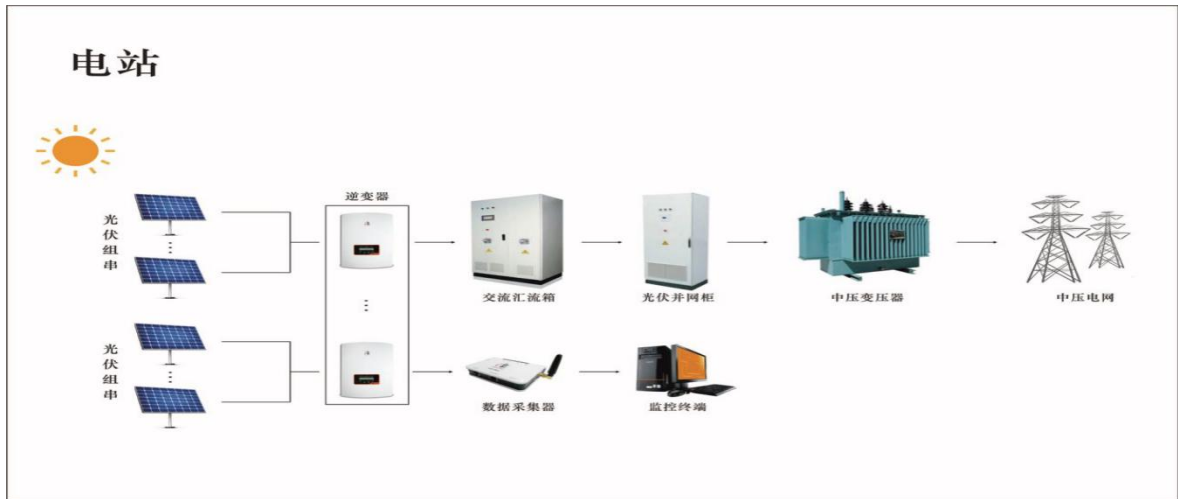 电站
逆变器
光伏组串
交流汇流箱
光伏并网柜
中压变压器
中压电网
光伏组串
数据采集器
监控终端